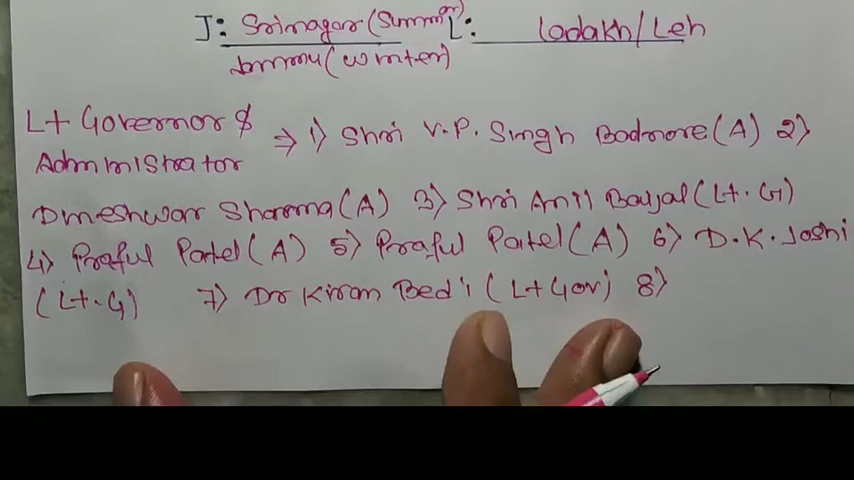 J: Srinagar (Summer) L: Ladakh/Leh
Jammu (winter)
Lt Governor &
Administrator ⇒ 1) Shri V.P. Singh Badnore (A) 2)
Dineshwar Sharma (A) 3) Shri Anil Baijal (Lt. G)
4) Praful Patel (A) 5) Praful Patel (A) 6) D.K. Joshi
(Lt. G) 7) Dr Kiran Bedi (Lt Gov) 8)